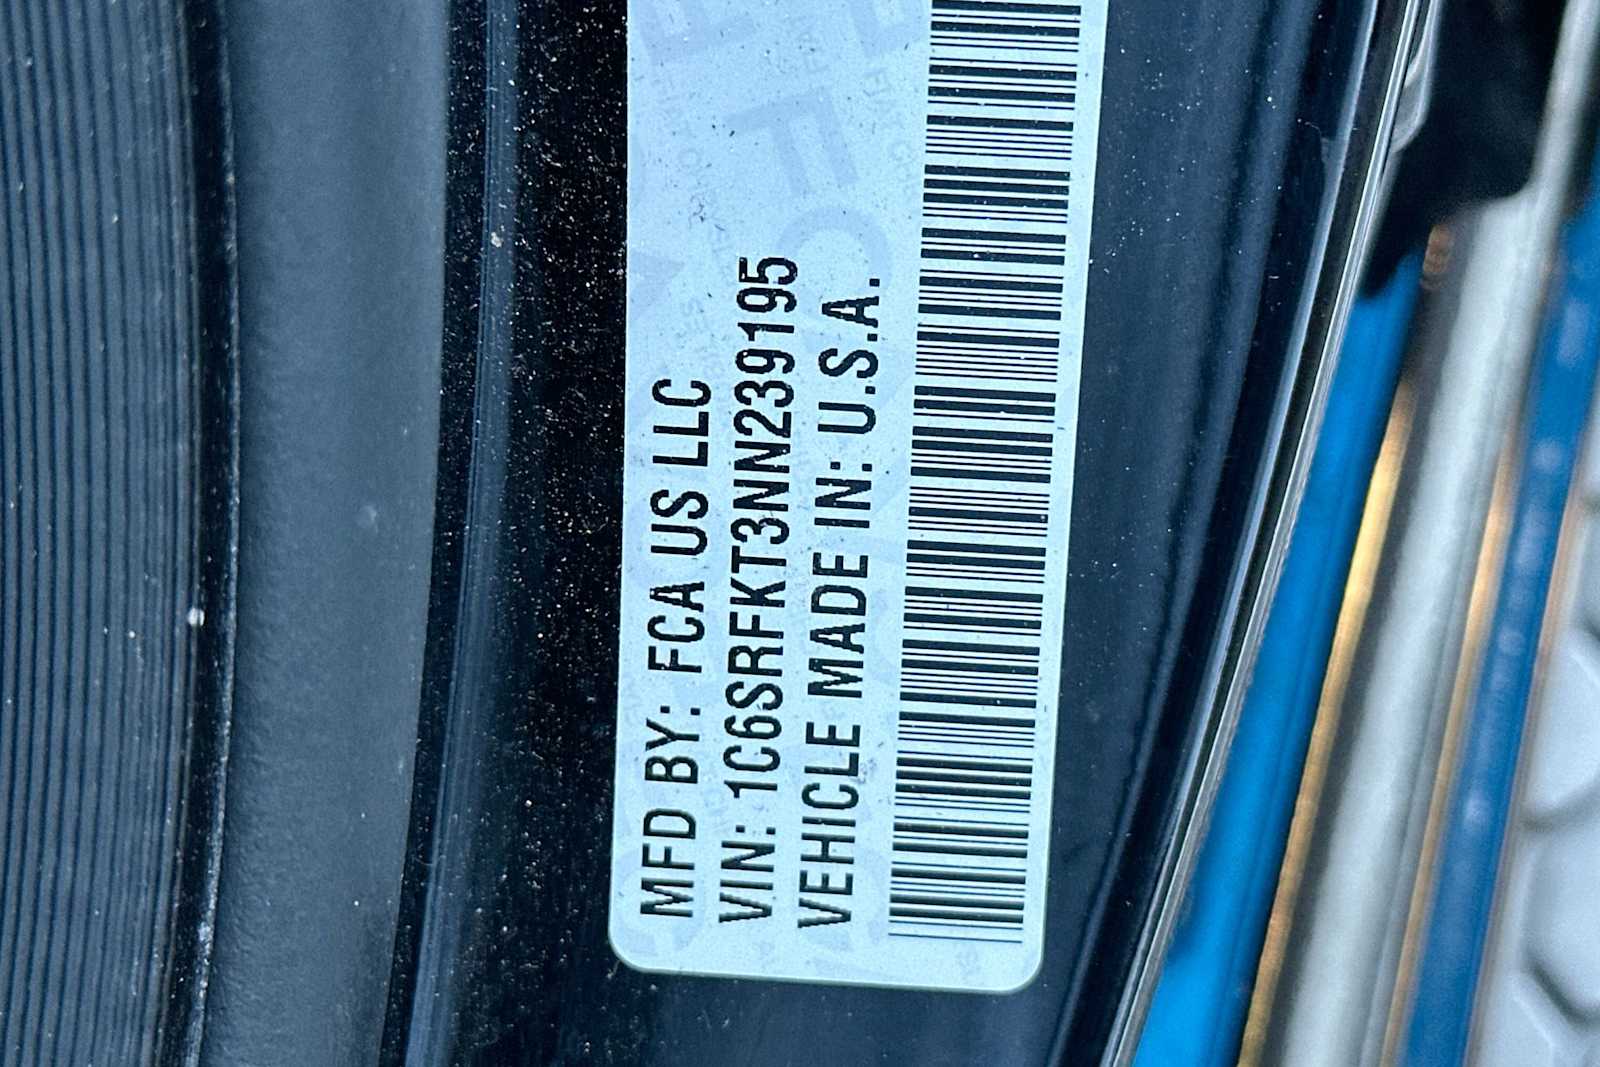 MFD BY: FCA US LLC
VIN: 1C6SRFKT3NN239195
VEHICLE MADE IN: U.S.A.